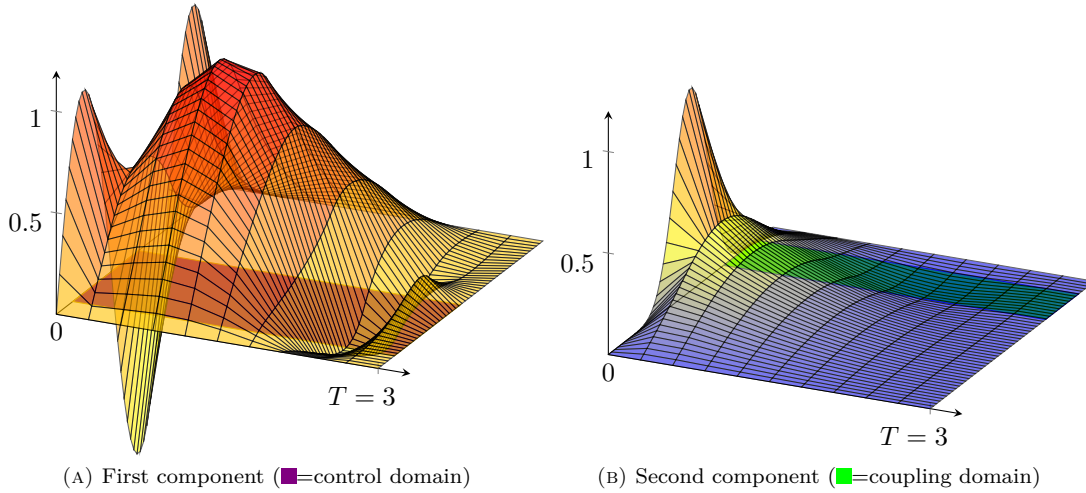 1
0.5
0
T = 3
1
0.5
0
T = 3
(A) First component (■=control domain)
(B) Second component (■=coupling domain)